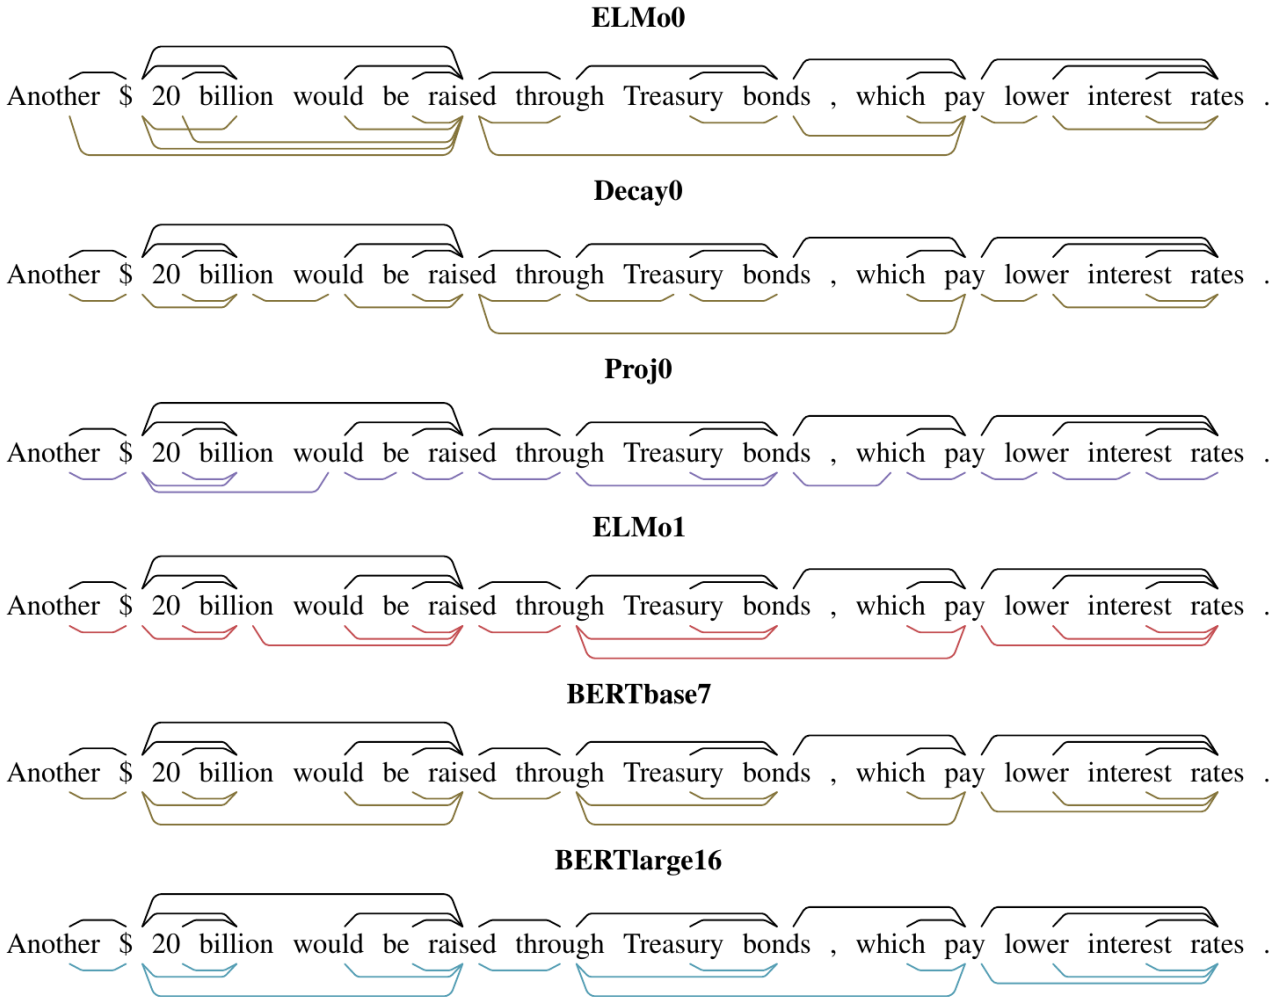 ELMo0
Another $ 20 billion would be raised through Treasury bonds , which pay lower interest rates .
Decay0
Another $ 20 billion would be raised through Treasury bonds , which pay lower interest rates .
Proj0
Another $ 20 billion would be raised through Treasury bonds , which pay lower interest rates .
ELMo1
Another $ 20 billion would be raised through Treasury bonds , which pay lower interest rates .
BERTbase7
Another $ 20 billion would be raised through Treasury bonds , which pay lower interest rates .
BERTlarge16
Another $ 20 billion would be raised through Treasury bonds , which pay lower interest rates .